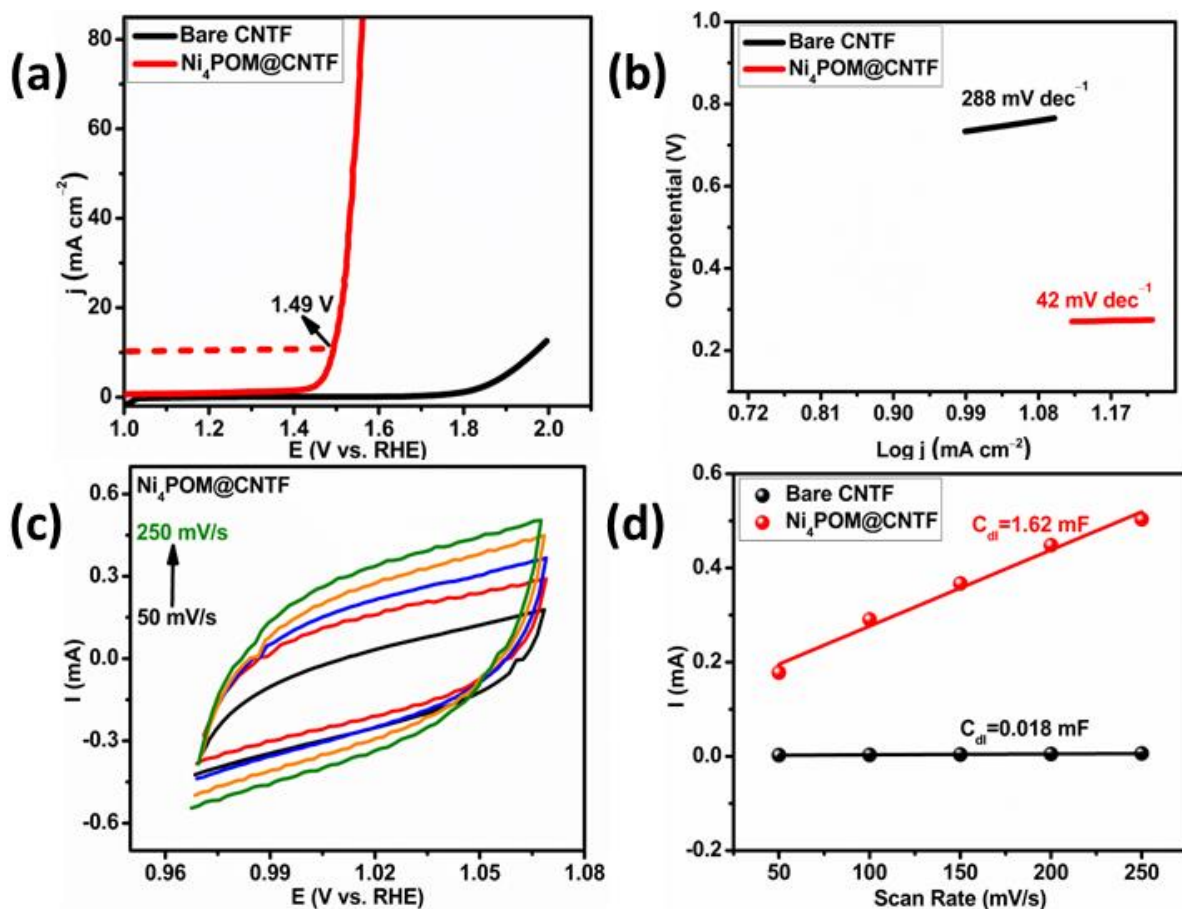 (a)
Bare CNTF
Ni₄POM@CNTF
1.49 V
80
60
40
20
0
j (mA cm⁻²)
1.0 1.2 1.4 1.5 1.6 1.8 2.0
E (V vs. RHE)
(b)
Bare CNTF
Ni₄POM@CNTF
288 mV dec⁻¹
42 mV dec⁻¹
1.0
0.8
0.6
0.4
0.2
Overpotential (V)
0.72 0.81 0.90 0.99 1.08 1.17
Log j (mA cm⁻²)
(c)
Ni₄POM@CNTF
250 mV/s
50 mV/s
0.6
0.3
0.0
-0.3
-0.6
I (mA)
0.96 0.99 1.02 1.05 1.08
E (V vs. RHE)
(d)
Bare CNTF
Ni₄POM@CNTF
C_dl=1.62 mF
C_dl=0.018 mF
0.6
0.4
0.2
0.0
-0.2
I (mA)
50 100 150 200 250
Scan Rate (mV/s)